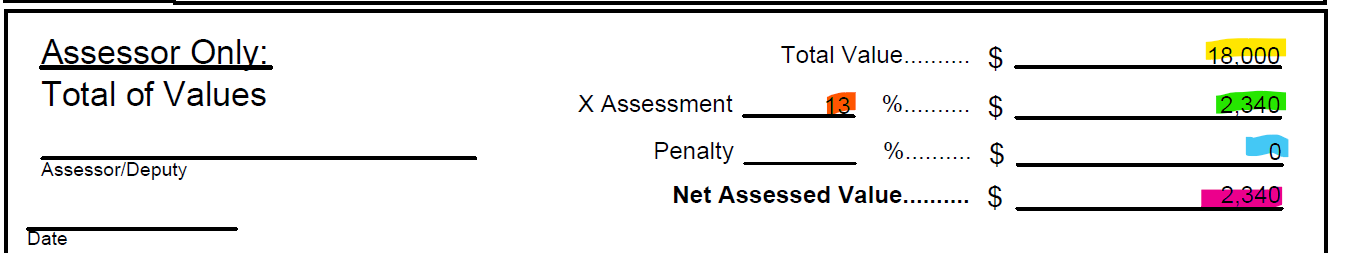 Assessor Only:
Total of Values
Total Value.......... $ 18,000
X Assessment 13 %.......... $ 2,340
Penalty %.......... $ 0
Net Assessed Value.......... $ 2,340
Assessor/Deputy
Date